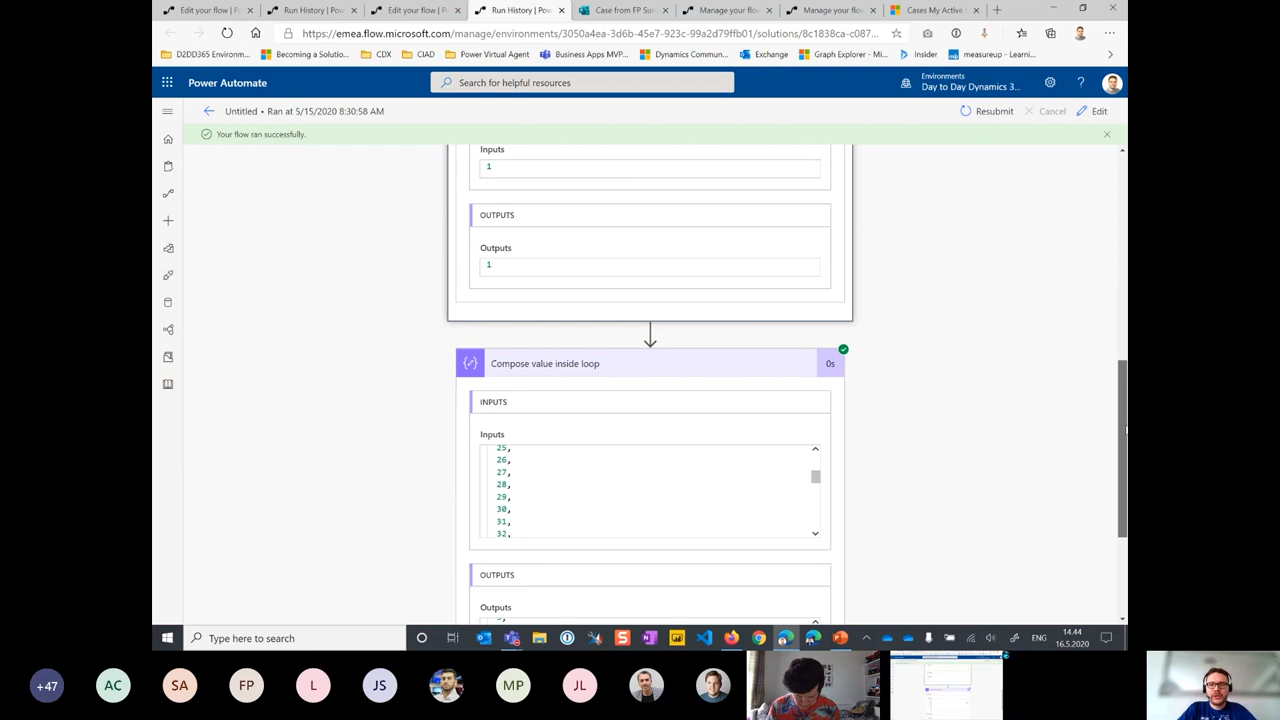 Edit your flow | P
Run History | Pow
Edit your flow | Po
Run History | Pow
Case from FP Sur
Manage your flow
Manage your flow
Cases My Active
https://emea.flow.microsoft.com/manage/environments/3050a4ea-3d6b-45e7-923c-99a2d79ffb01/solutions/8c1838ca-c087...
D2DD365 Environm...
Becoming a Solution...
CDX
CIAD
Power Virtual Agent
Business Apps MVP...
Dynamics Commun...
Exchange
Graph Explorer - Mi...
Insider
measureup - Learni...
Power Automate
Search for helpful resources
Environments
Day to Day Dynamics 3...
?
Untitled • Ran at 5/15/2020 8:30:58 AM
Resubmit
Cancel
Edit
Your flow ran successfully.
Inputs
1
OUTPUTS
Outputs
1
Compose value inside loop
0s
INPUTS
Inputs
25,
26,
27,
28,
29,
30,
31,
32,
OUTPUTS
Outputs
Type here to search
ENG
14.44
16.5.2020
+47
AC
SA
FP
L
JS
MP
JL